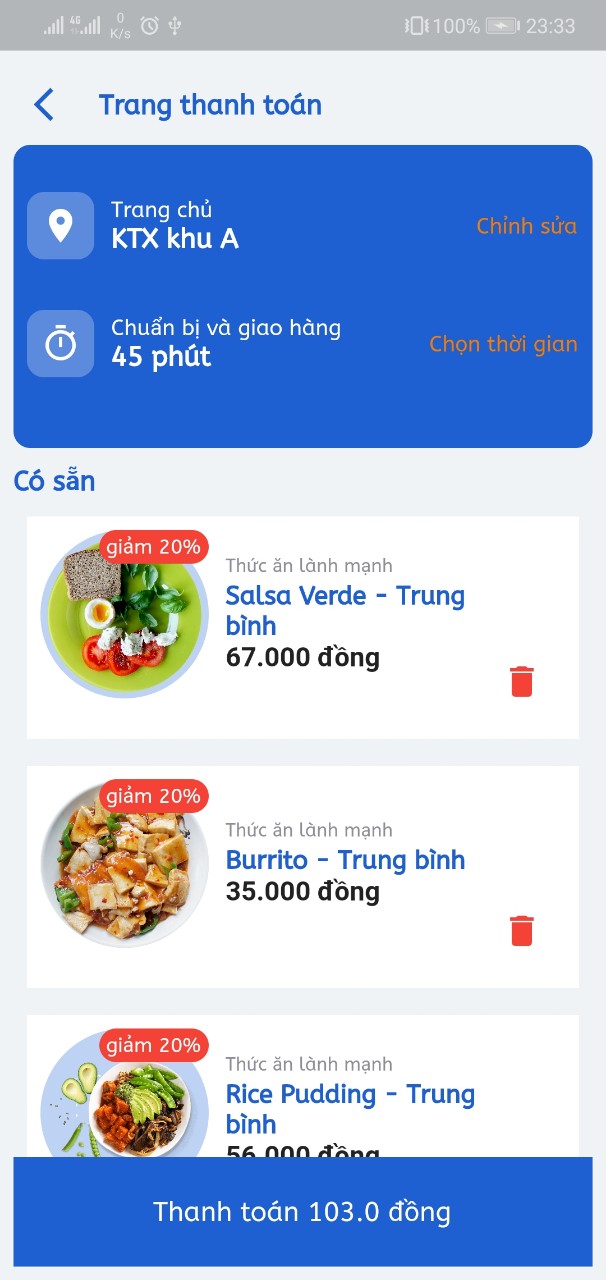 4G 0 K/s 100% 23:33
Trang thanh toán
Trang chủ
KTX khu A
Chỉnh sửa
Chuẩn bị và giao hàng
45 phút
Chọn thời gian
Có sẵn
giảm 20%
Thức ăn lành mạnh
Salsa Verde - Trung
bình
67.000 đồng
giảm 20%
Thức ăn lành mạnh
Burrito - Trung bình
35.000 đồng
giảm 20%
Thức ăn lành mạnh
Rice Pudding - Trung
bình
56.000 đồng
Thanh toán 103.0 đồng